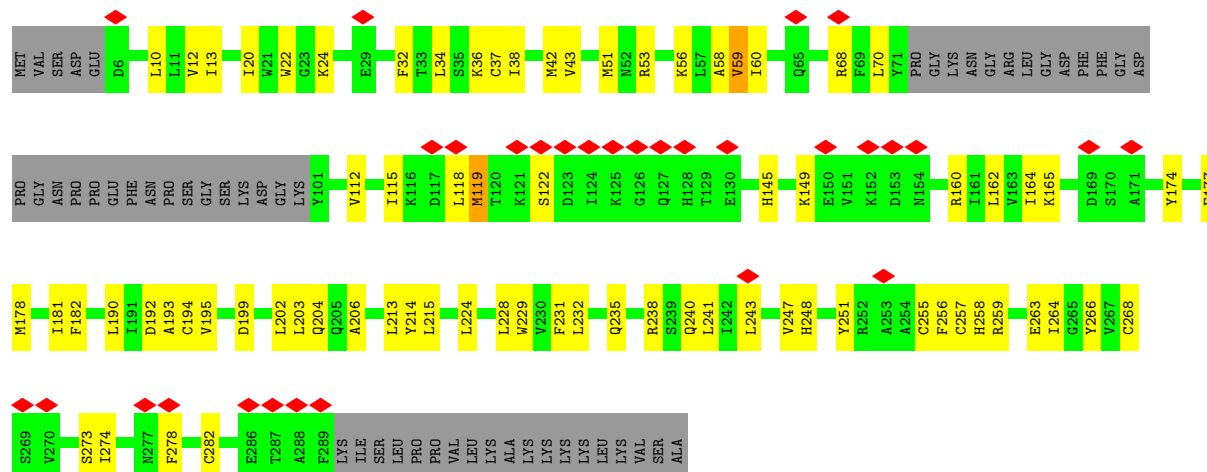 MET VAL SER ASP GLU D6 L10 L11 V12 I13 I20 W21 W22 G23 K24 E29 F32 T33 L34 S35 K36 C37 I38 M42 V43 M51 N52 R53 K56 L57 A58 V59 I60 Q65 R68 F69 L70 Y71 PRO GLY LYS ASN GLY ARG LEU GLY ASP PHE PHE GLY ASP
PRO GLY ASN PRO PRO GLU PHE ASN PRO SER GLY SER LYS ASP GLY LYS Y101 V112 I115 K116 D117 L118 M119 T120 K121 S122 D123 I124 K125 G126 Q127 H128 T129 E130 H145 K149 E150 V151 K152 D153 N154 R160 I161 L162 V163 I164 K165 D169 S170 A171 Y174
M178 I181 F182 L190 I191 D192 A193 C194 V195 D199 L202 L203 Q204 Q205 A206 L213 Y214 L215 L224 L228 W229 V230 F231 L232 Q235 R238 S239 Q240 L241 I242 L243 V247 H248 Y251 R252 A253 A254 C255 F256 C257 H258 R259 E263 I264 G265 Y266 V267 C268
S269 V270 S273 I274 N277 F278 C282 E286 T287 A288 F289 LYS ILE SER LEU PRO PRO VAL LEU LYS ALA LYS LYS LYS LYS LEU LYS VAL SER ALA